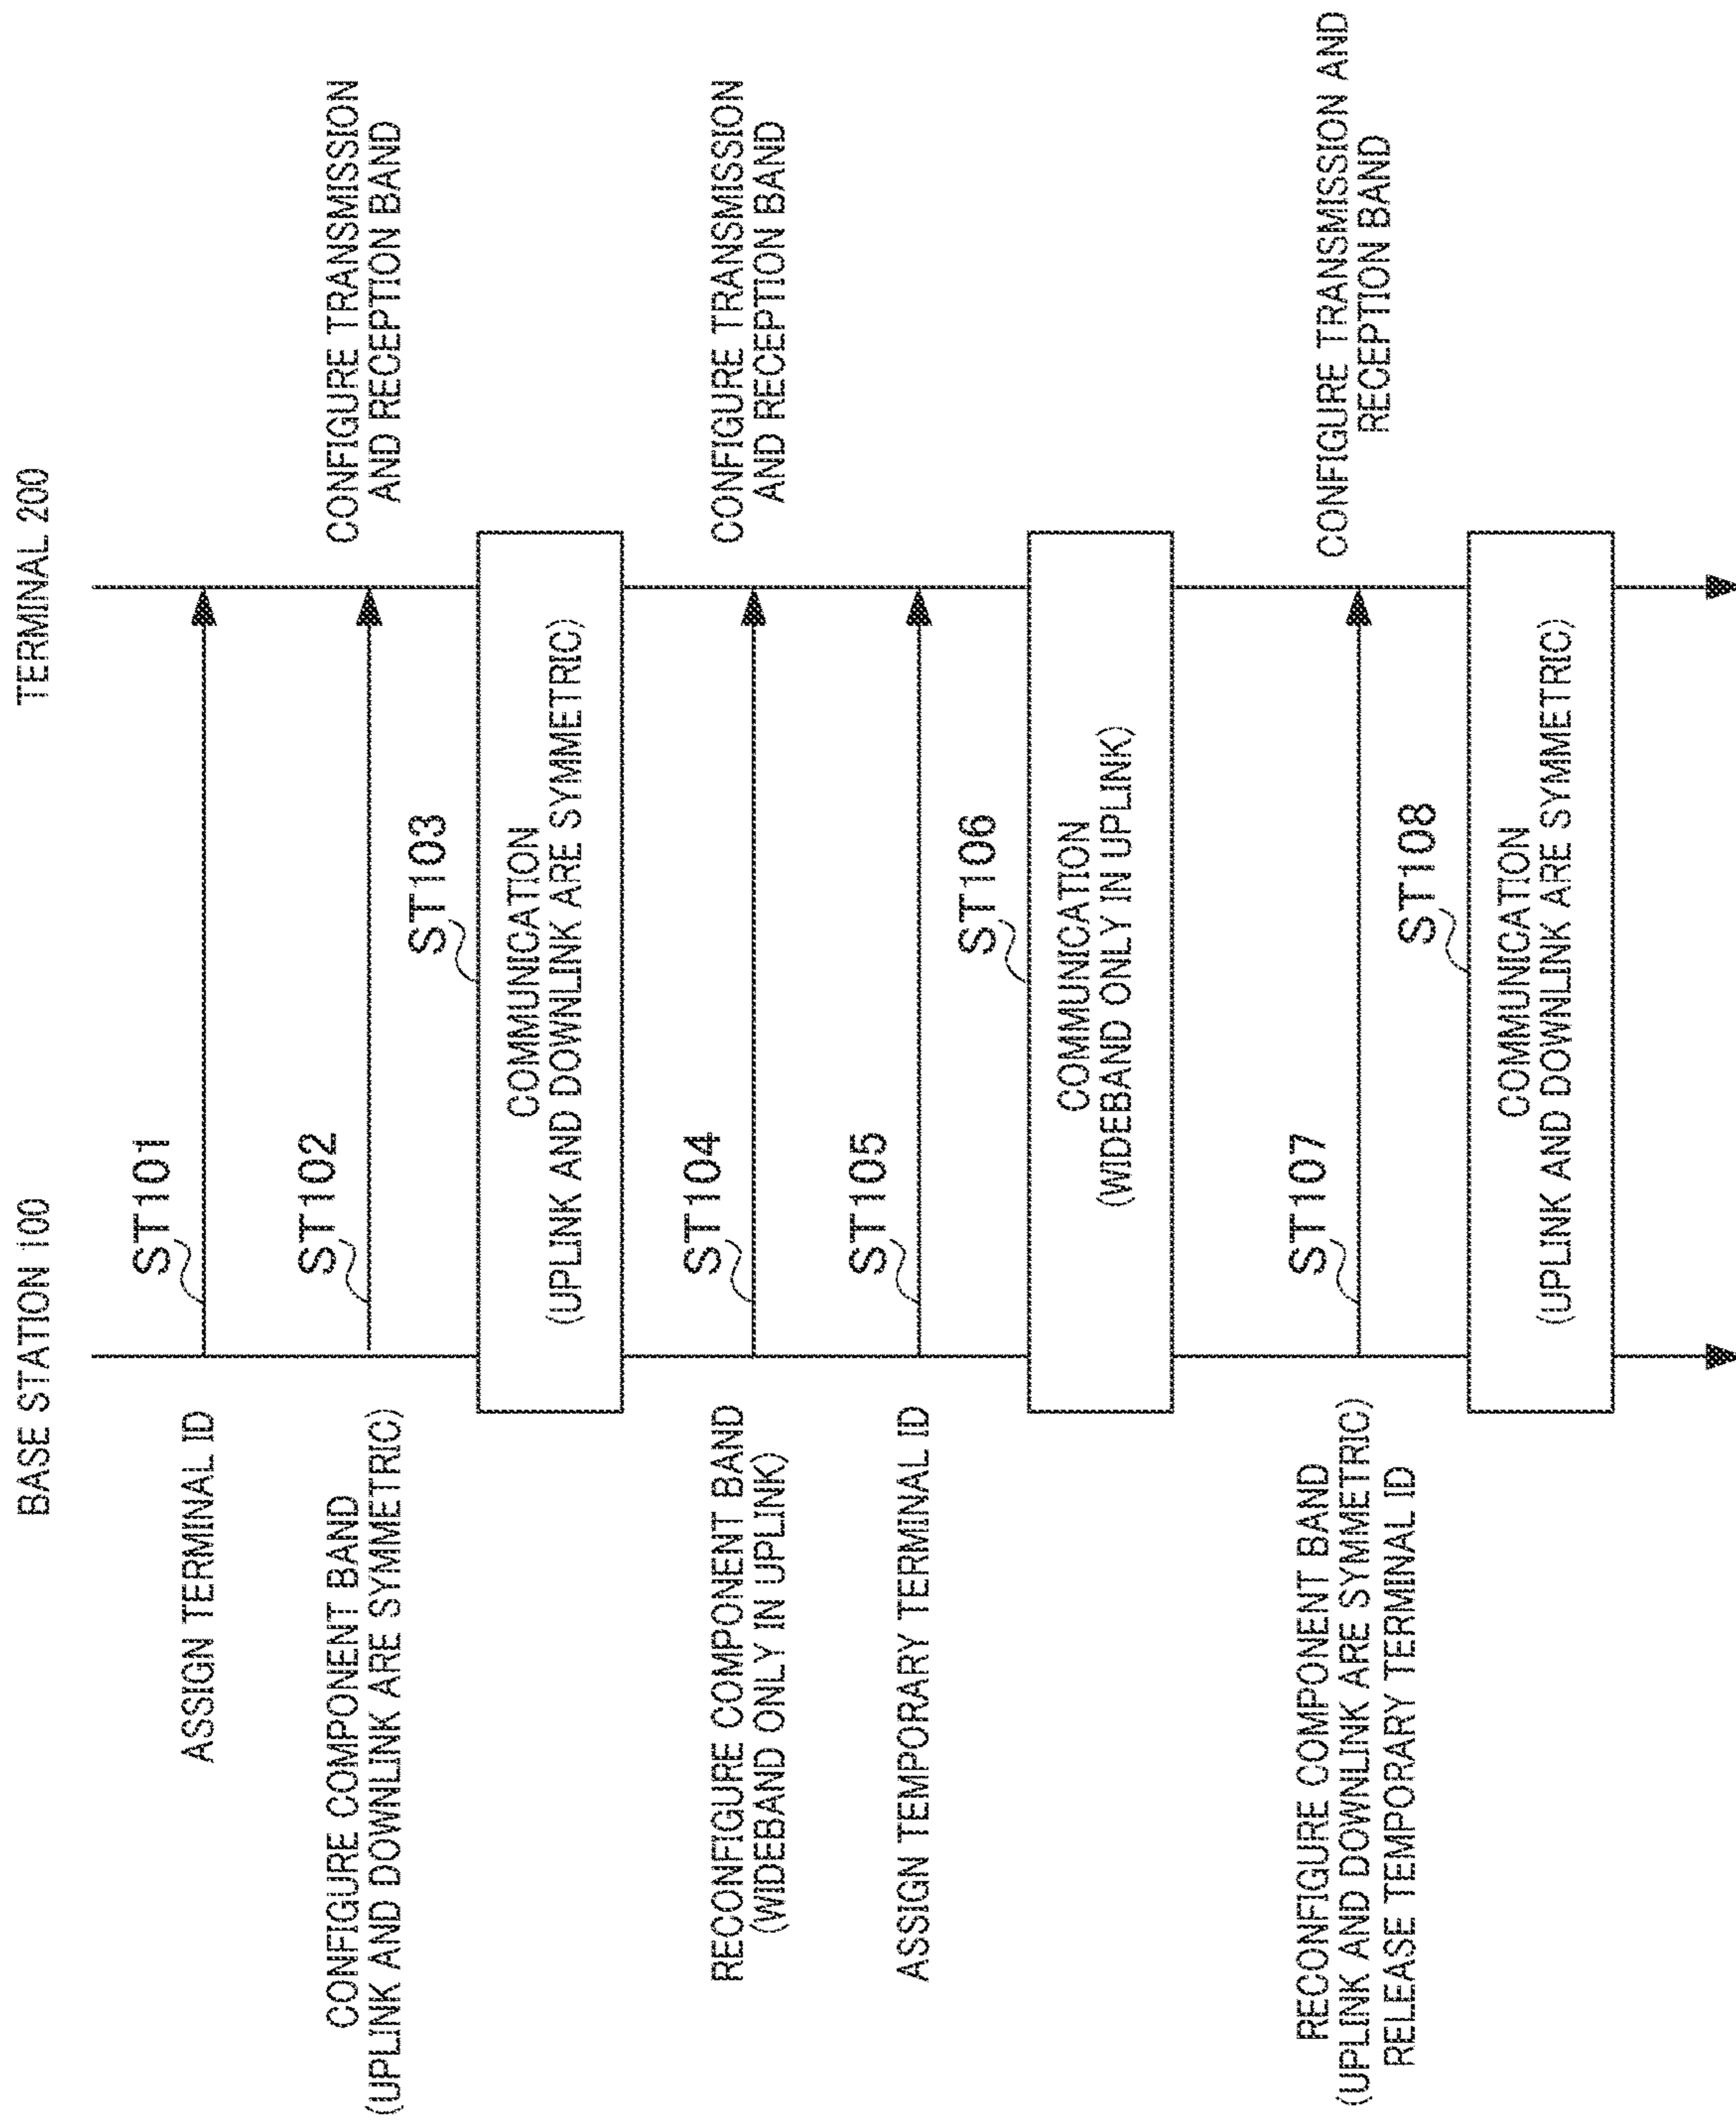 BASE STATION 100
TERMINAL 200
ASSIGN TERMINAL ID
ST101
CONFIGURE COMPONENT BAND
(UPLINK AND DOWNLINK ARE SYMMETRIC)
ST102
CONFIGURE TRANSMISSION
AND RECEPTION BAND
ST103
COMMUNICATION
(UPLINK AND DOWNLINK ARE SYMMETRIC)
RECONFIGURE COMPONENT BAND
(WIDEBAND ONLY IN UPLINK)
ST104
CONFIGURE TRANSMISSION
AND RECEPTION BAND
ASSIGN TEMPORARY TERMINAL ID
ST105
ST106
COMMUNICATION
(WIDEBAND ONLY IN UPLINK)
RECONFIGURE COMPONENT BAND
(UPLINK AND DOWNLINK ARE SYMMETRIC)
RELEASE TEMPORARY TERMINAL ID
ST107
CONFIGURE TRANSMISSION AND
RECEPTION BAND
ST108
COMMUNICATION
(UPLINK AND DOWNLINK ARE SYMMETRIC)